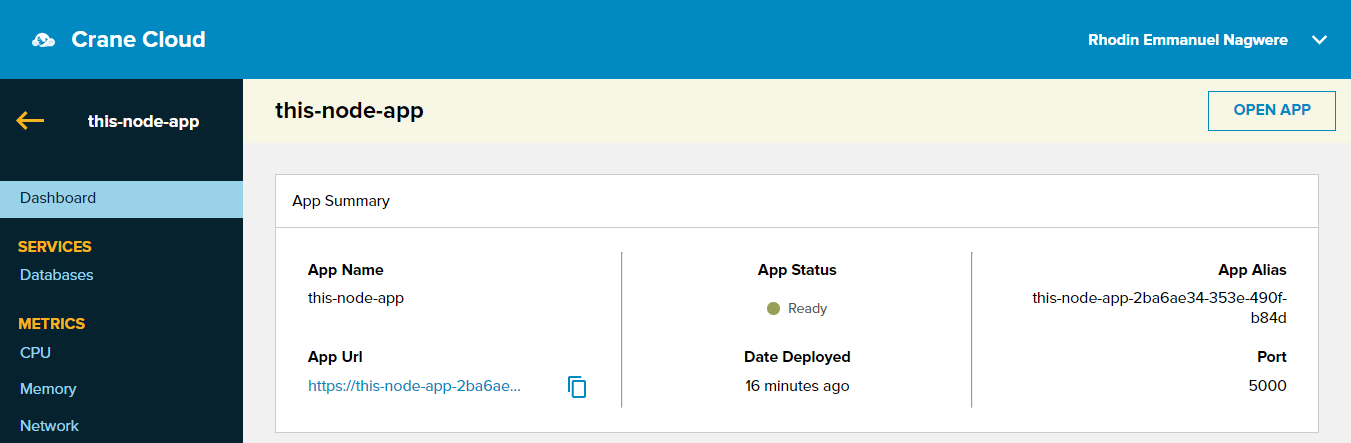 Crane Cloud
Rhodin Emmanuel Nagwere
this-node-app
Dashboard
SERVICES
Databases
METRICS
CPU
Memory
Network
this-node-app
OPEN APP
App Summary
App Name
this-node-app
App Status
Ready
App Alias
this-node-app-2ba6ae34-353e-490f-
b84d
App Url
https://this-node-app-2ba6ae...
Date Deployed
16 minutes ago
Port
5000